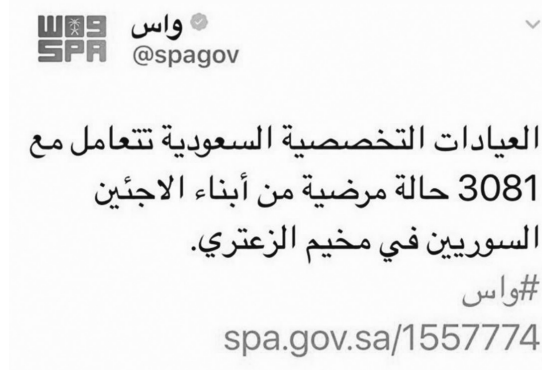 واس
SPA
واس
@spagov
العيادات التخصصية السعودية تتعامل مع
3081 حالة مرضية من أبناء الاجئين
السوريين في مخيم الزعتري.
#واس
spa.gov.sa/1557774